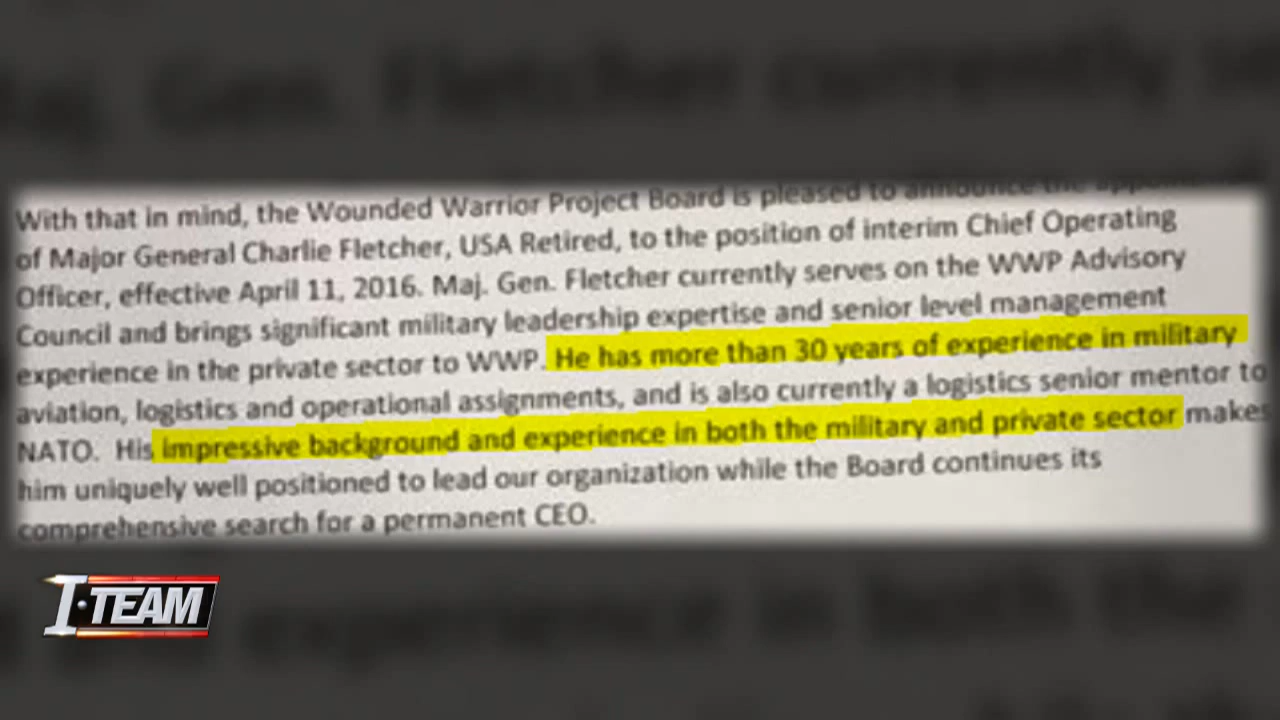 With that in mind, the Wounded Warrior Project Board is pleased to announce the
of Major General Charlie Fletcher, USA Retired, to the position of interim Chief Operating
Officer, effective April 11, 2016. Maj. Gen. Fletcher currently serves on the WWP Advisory
Council and brings significant military leadership expertise and senior level management
experience in the private sector to WWP. He has more than 30 years of experience in military
aviation, logistics and operational assignments, and is also currently a logistics senior mentor to
NATO. His impressive background and experience in both the military and private sector makes
him uniquely well positioned to lead our organization while the Board continues its
comprehensive search for a permanent CEO.
I·TEAM